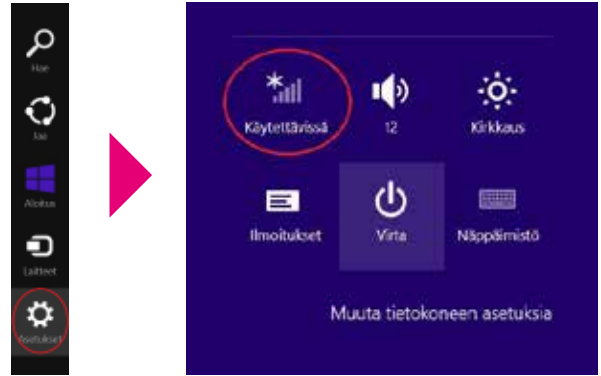 Hae
Jaa
Aloitus
Laitteet
Asetukset
Käytettävissä
12
Kirkkaus
Ilmoitukset
Virta
Näppäimistö
Muuta tietokoneen asetuksia